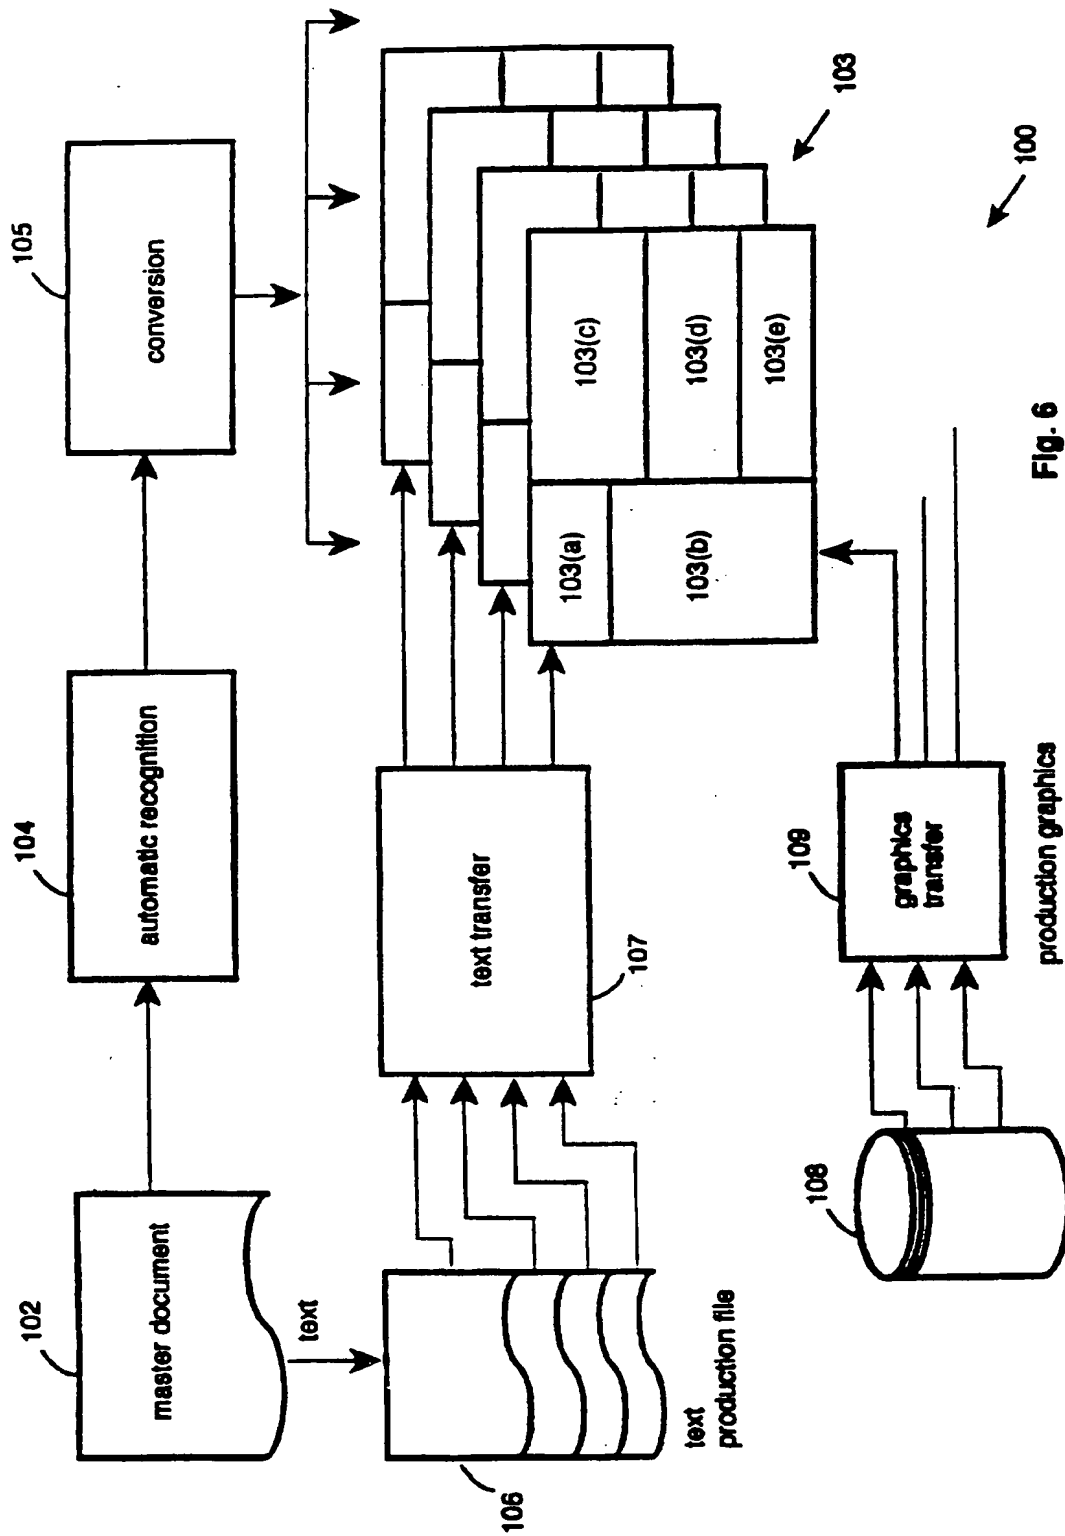 102
master document
104
automatic recognition
105
conversion
text
106
text
production file
text transfer
107
103(a)
103(b)
103(c)
103(d)
103(e)
103
108
109
graphics
transfer
production graphics
100
Fig. 6